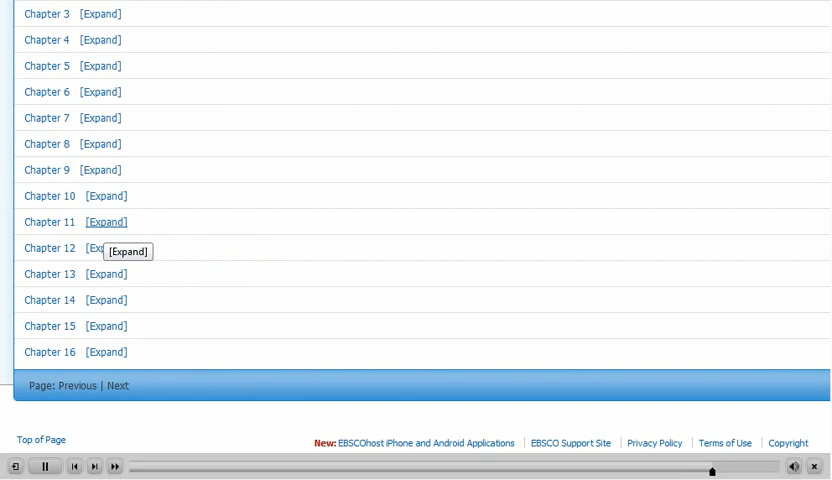 Chapter 3 [Expand]
Chapter 4 [Expand]
Chapter 5 [Expand]
Chapter 6 [Expand]
Chapter 7 [Expand]
Chapter 8 [Expand]
Chapter 9 [Expand]
Chapter 10 [Expand]
Chapter 11 [Expand]
Chapter 12 [Exp
[Expand]
Chapter 13 [Expand]
Chapter 14 [Expand]
Chapter 15 [Expand]
Chapter 16 [Expand]
Page: Previous | Next
Top of Page
New: EBSCOhost iPhone and Android Applications | EBSCO Support Site | Privacy Policy | Terms of Use | Copyright